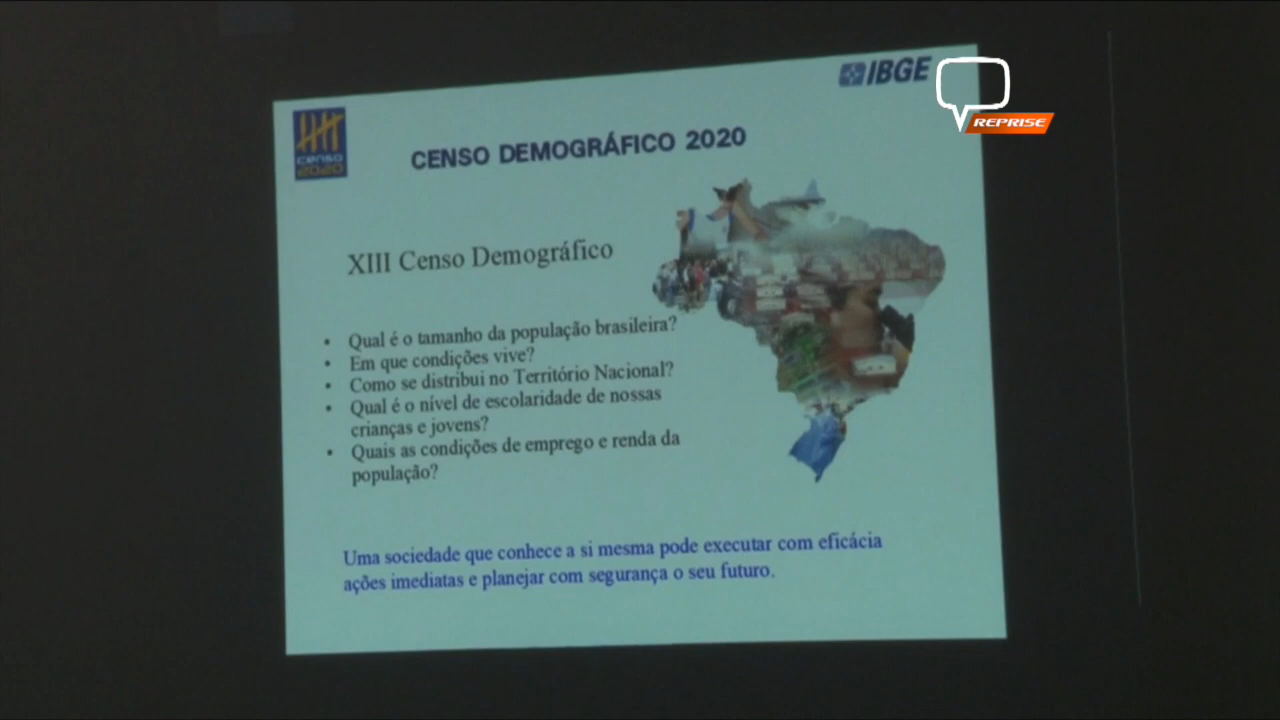 IBGE
REPRISE
censo
2020
CENSO DEMOGRÁFICO 2020
XIII Censo Demográfico
• Qual é o tamanho da população brasileira?
• Em que condições vive?
• Como se distribui no Território Nacional?
• Qual é o nível de escolaridade de nossas
crianças e jovens?
• Quais as condições de emprego e renda da
população?
Uma sociedade que conhece a si mesma pode executar com eficácia
ações imediatas e planejar com segurança o seu futuro.